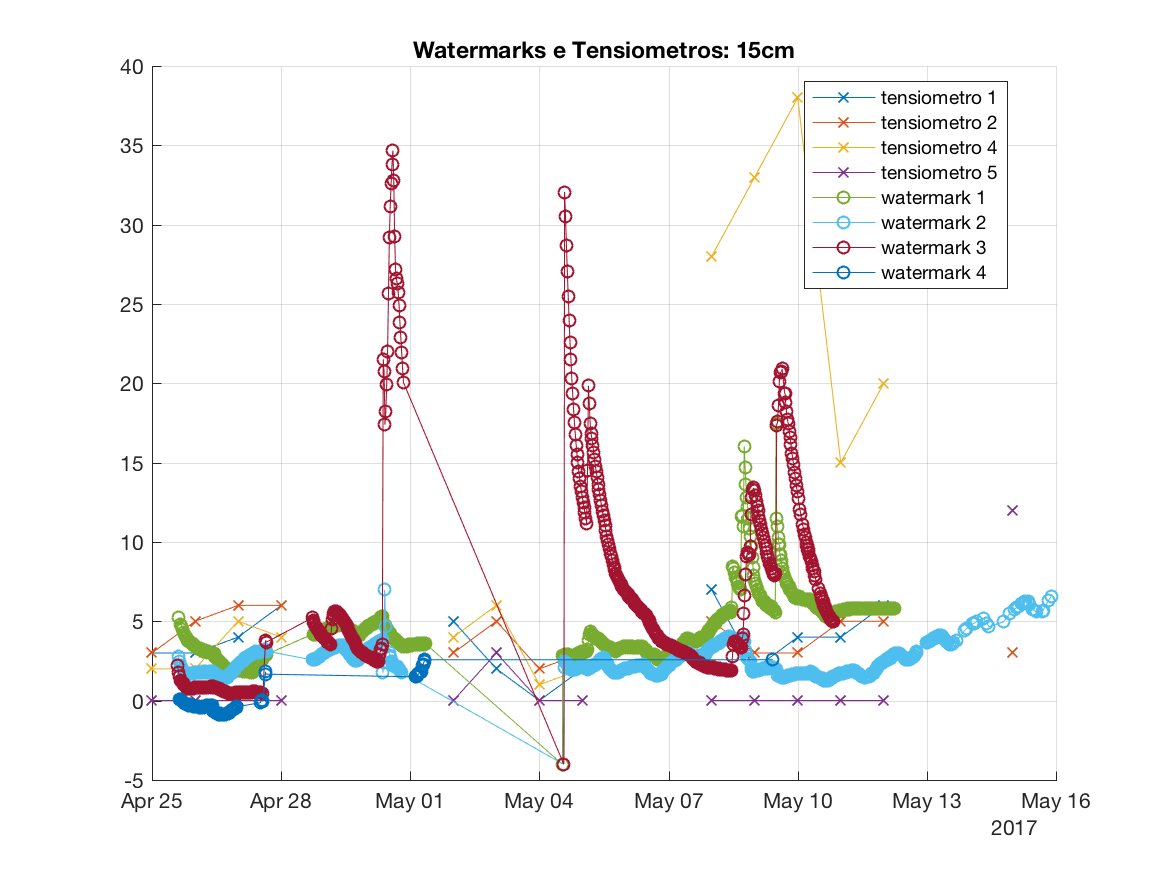 Watermarks e Tensiometros: 15cm
40
35
30
25
20
15
10
5
0
-5
tensiometro 1
tensiometro 2
tensiometro 4
tensiometro 5
watermark 1
watermark 2
watermark 3
watermark 4
Apr 25 Apr 28 May 01 May 04 May 07 May 10 May 13 May 16
2017